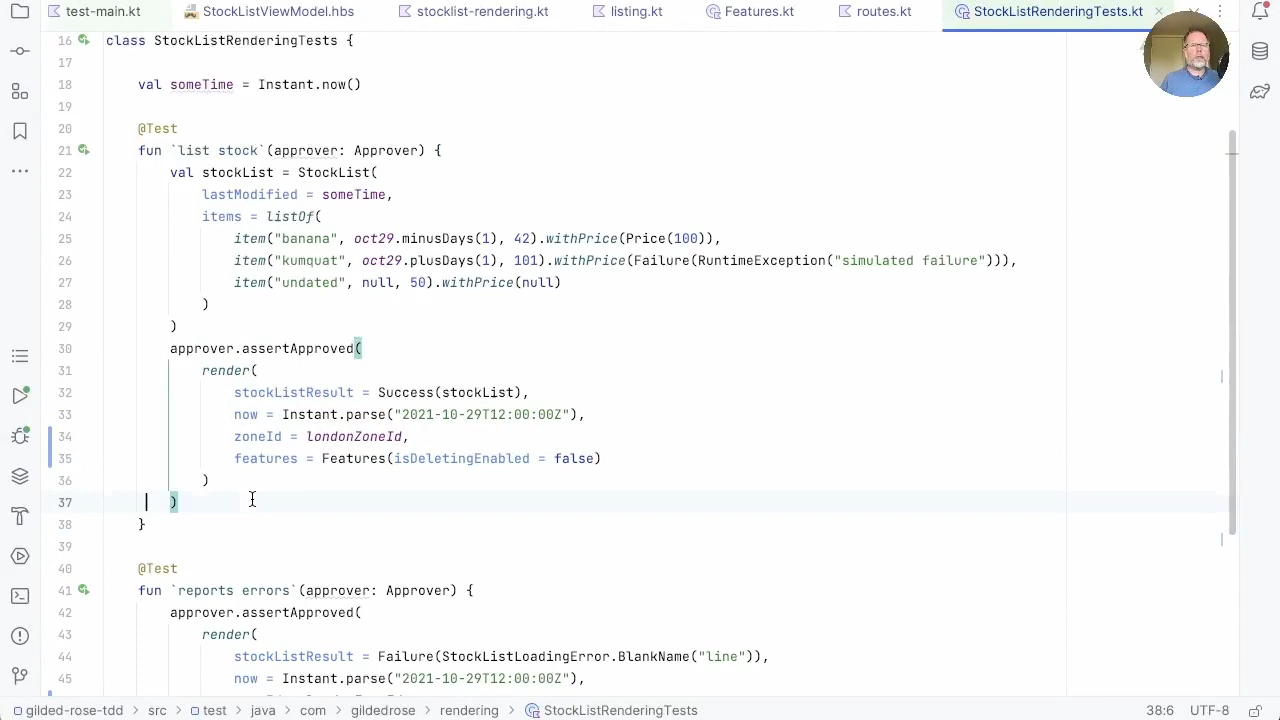 test-main.kt StockListViewModel.hbs stocklist-rendering.kt listing.kt Features.kt routes.kt StockListRenderingTests.kt
16 class StockListRenderingTests {
17
18 val someTime = Instant.now()
19
20 @Test
21 fun `list stock`(approver: Approver) {
22 val stockList = StockList(
23 lastModified = someTime,
24 items = listOf(
25 item("banana", oct29.minusDays(1), 42).withPrice(Price(100)),
26 item("kumquat", oct29.plusDays(1), 101).withPrice(Failure(RuntimeException("simulated failure"))),
27 item("undated", null, 50).withPrice(null)
28 )
29 )
30 approver.assertApproved(
31 render(
32 stockListResult = Success(stockList),
33 now = Instant.parse("2021-10-29T12:00:00Z"),
34 zoneId = londonZoneId,
35 features = Features(isDeletingEnabled = false)
36 )
37 )
38 }
39
40 @Test
41 fun `reports errors`(approver: Approver) {
42 approver.assertApproved(
43 render(
44 stockListResult = Failure(StockListLoadingError.BlankName("line")),
45 now = Instant.parse("2021-10-29T12:00:00Z"),
gilded-rose-tdd > src > test > java > com > gildedrose > rendering > StockListRenderingTests 38:6 UTF-8